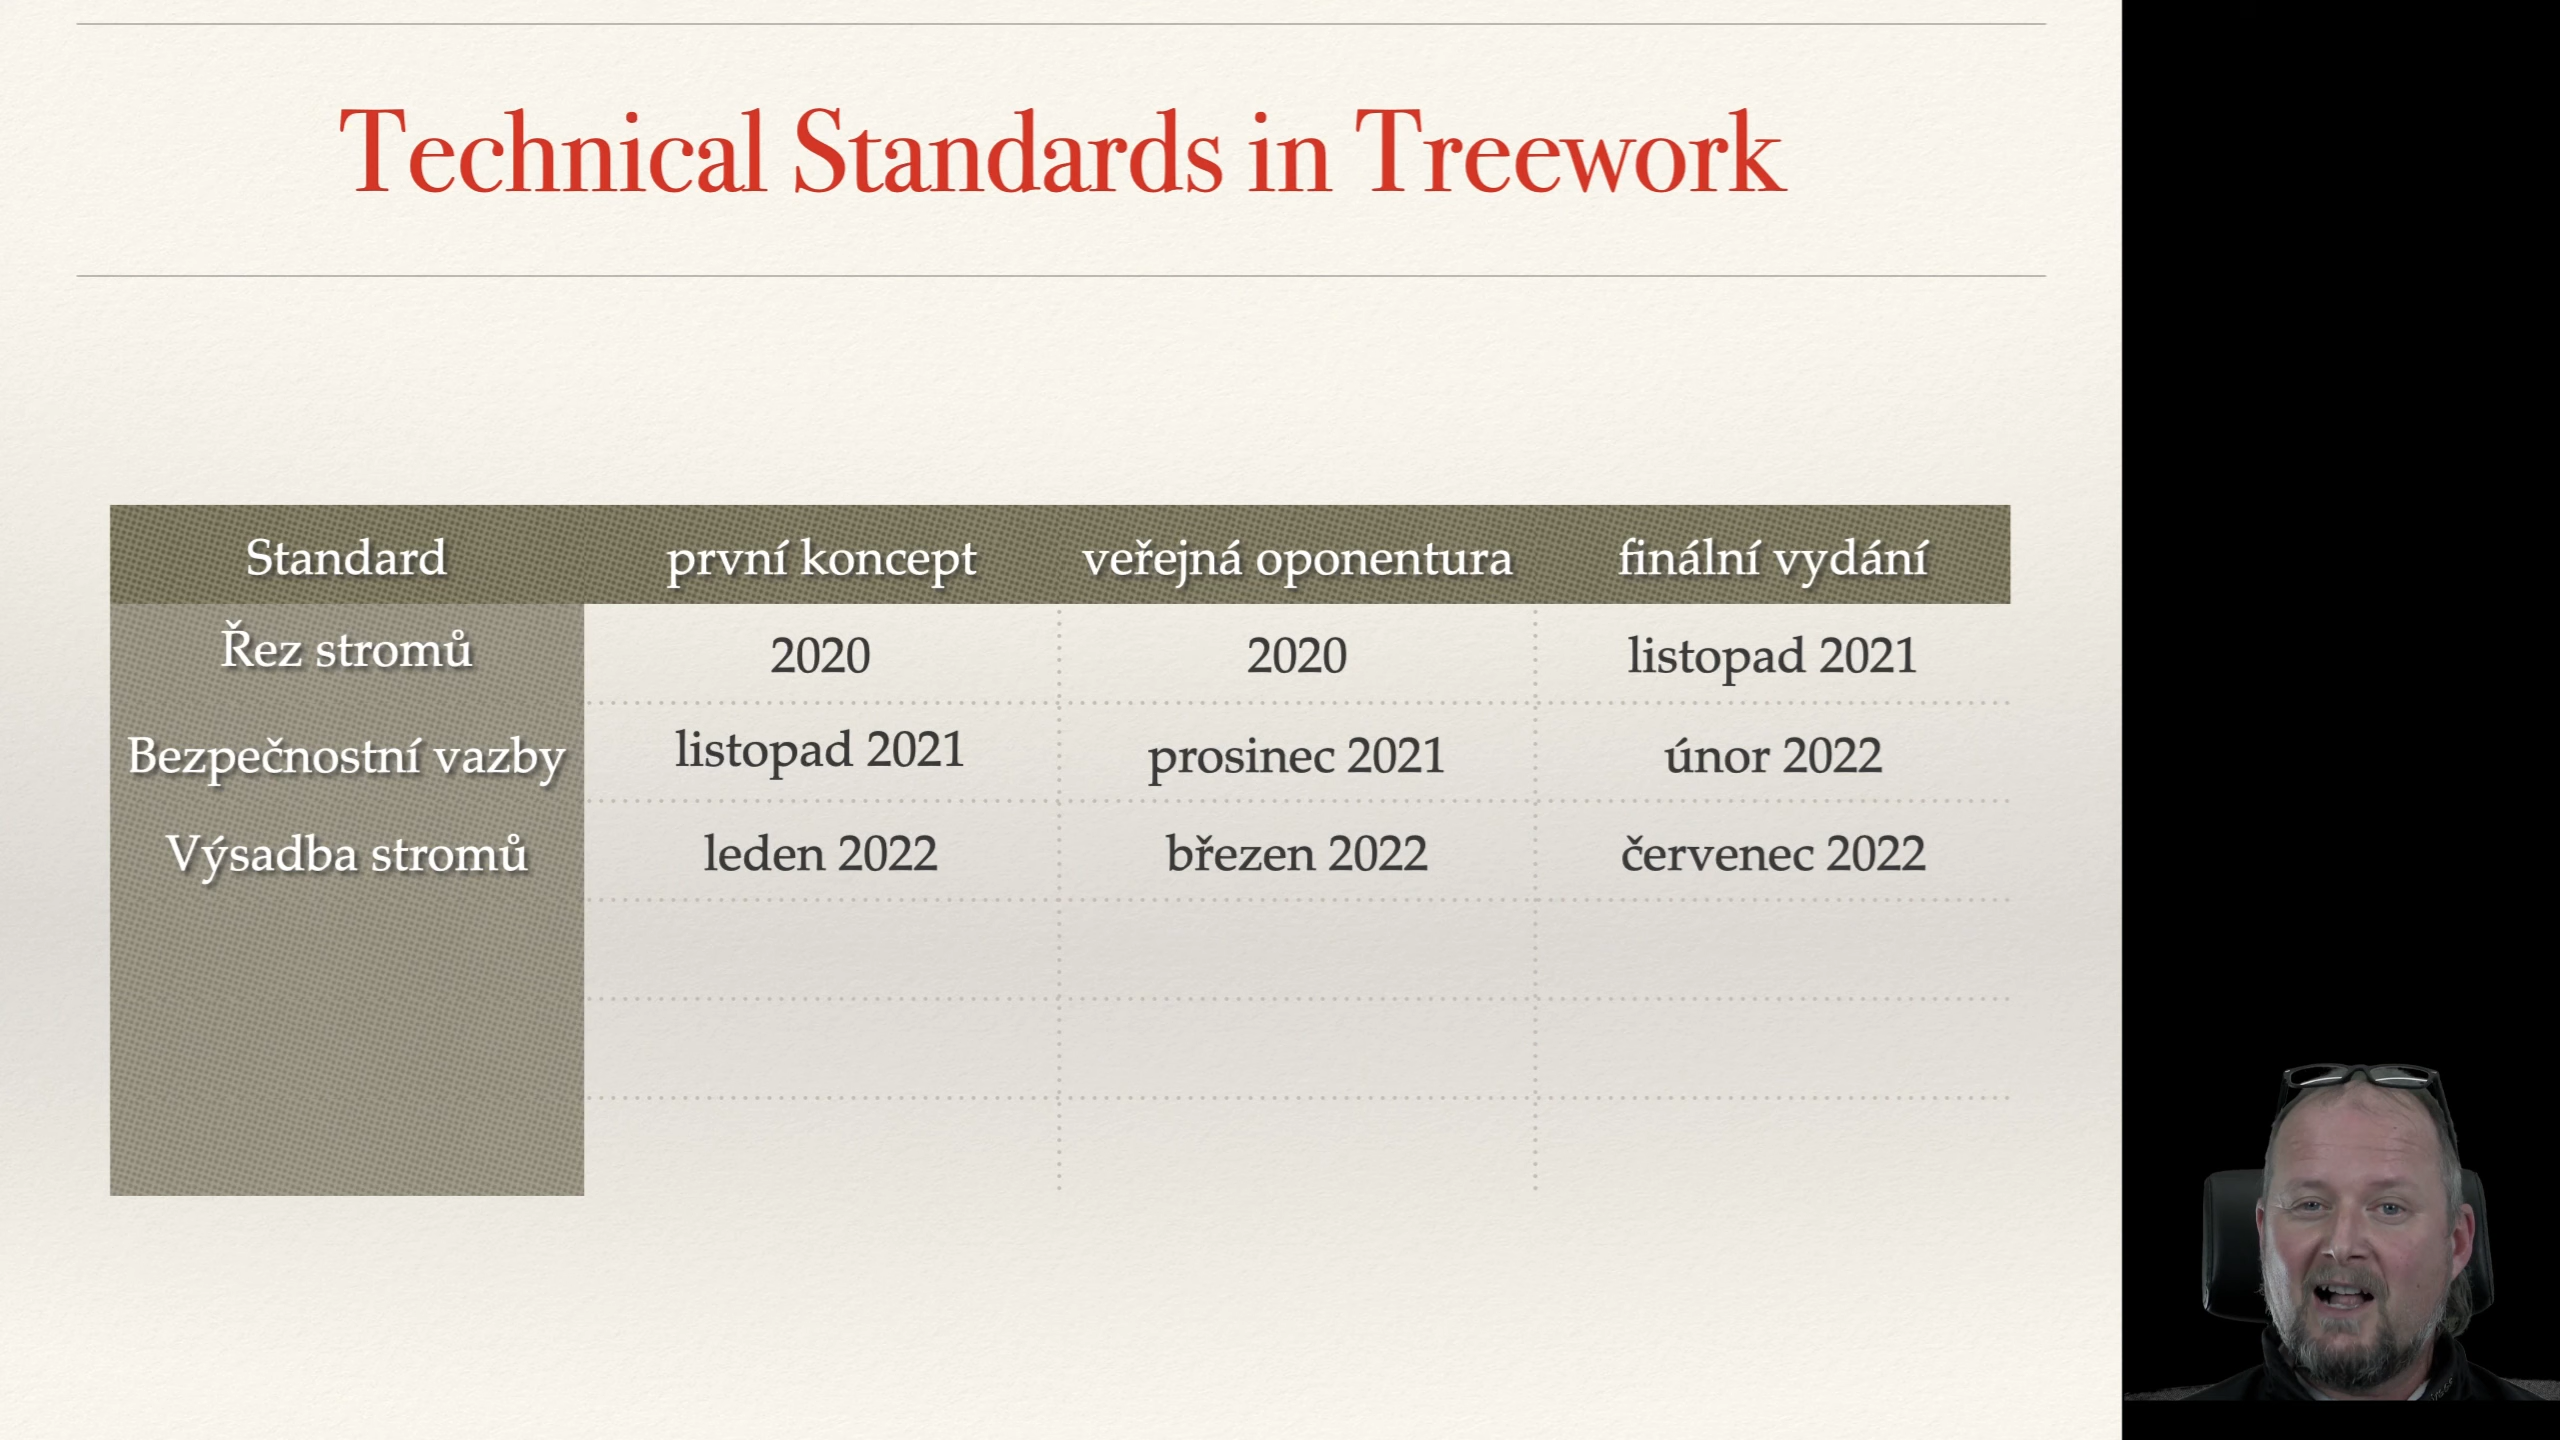 Technical Standards in Treework
Standard první koncept veřejná oponentura finální vydání
Řez stromů 2020 2020 listopad 2021
Bezpečnostní vazby listopad 2021 prosinec 2021 únor 2022
Výsadba stromů leden 2022 březen 2022 červenec 2022